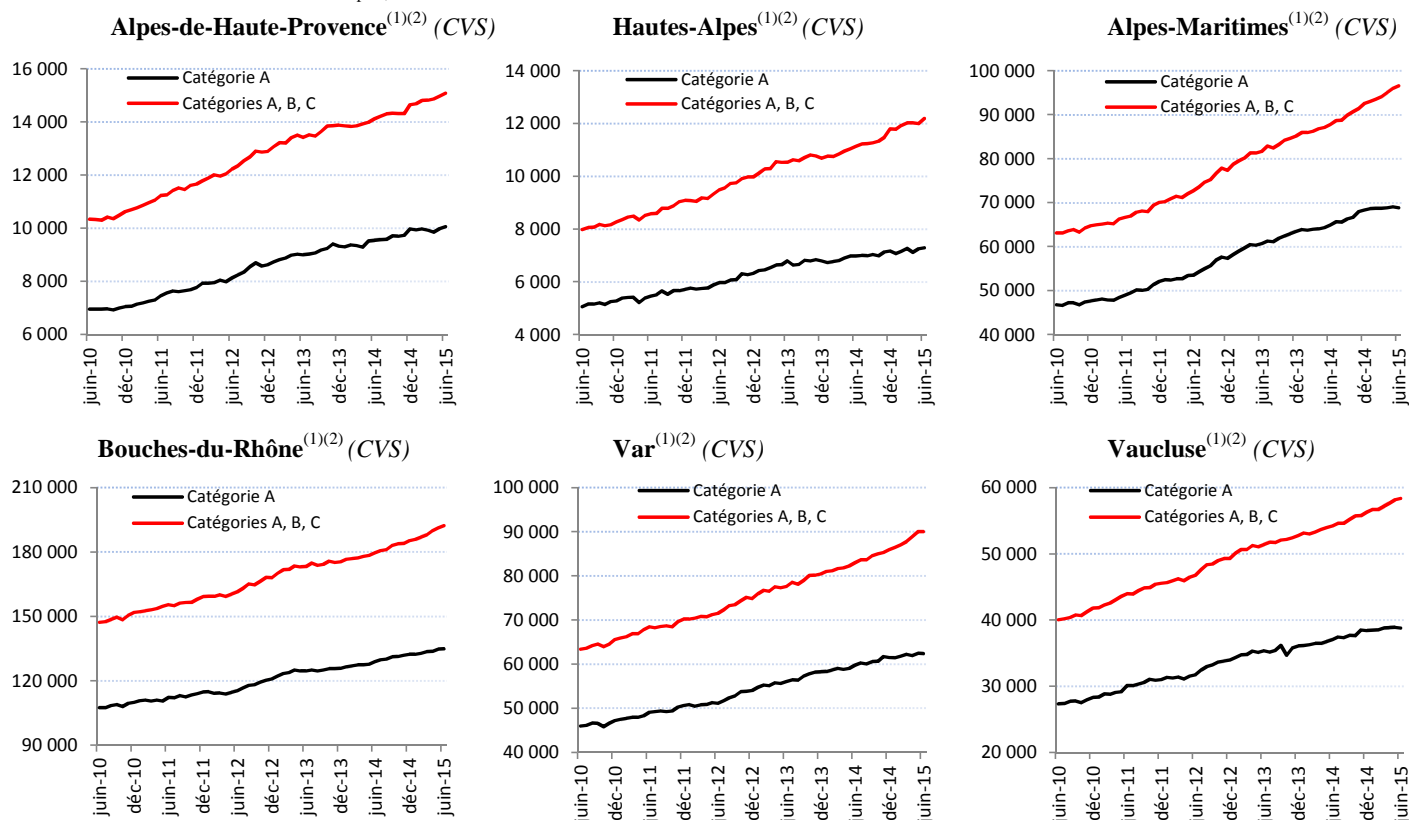 Alpes-de-Haute-Provence(1)(2) (CVS)
16 000
14 000
12 000
10 000
8 000
6 000
Catégorie A
Catégories A, B, C
juin-10
déc-10
juin-11
déc-11
juin-12
déc-12
juin-13
déc-13
juin-14
déc-14
juin-15
Hautes-Alpes(1)(2) (CVS)
14 000
12 000
10 000
8 000
6 000
4 000
Catégorie A
Catégories A, B, C
juin-10
déc-10
juin-11
déc-11
juin-12
déc-12
juin-13
déc-13
juin-14
déc-14
juin-15
Alpes-Maritimes(1)(2) (CVS)
100 000
90 000
80 000
70 000
60 000
50 000
40 000
Catégorie A
Catégories A, B, C
juin-10
déc-10
juin-11
déc-11
juin-12
déc-12
juin-13
déc-13
juin-14
déc-14
juin-15
Bouches-du-Rhône(1)(2) (CVS)
210 000
180 000
150 000
120 000
90 000
Catégorie A
Catégories A, B, C
juin-10
déc-10
juin-11
déc-11
juin-12
déc-12
juin-13
déc-13
juin-14
déc-14
juin-15
Var(1)(2) (CVS)
100 000
90 000
80 000
70 000
60 000
50 000
40 000
Catégorie A
Catégories A, B, C
juin-10
déc-10
juin-11
déc-11
juin-12
déc-12
juin-13
déc-13
juin-14
déc-14
juin-15
Vaucluse(1)(2) (CVS)
60 000
50 000
40 000
30 000
20 000
Catégorie A
Catégories A, B, C
juin-10
déc-10
juin-11
déc-11
juin-12
déc-12
juin-13
déc-13
juin-14
déc-14
juin-15